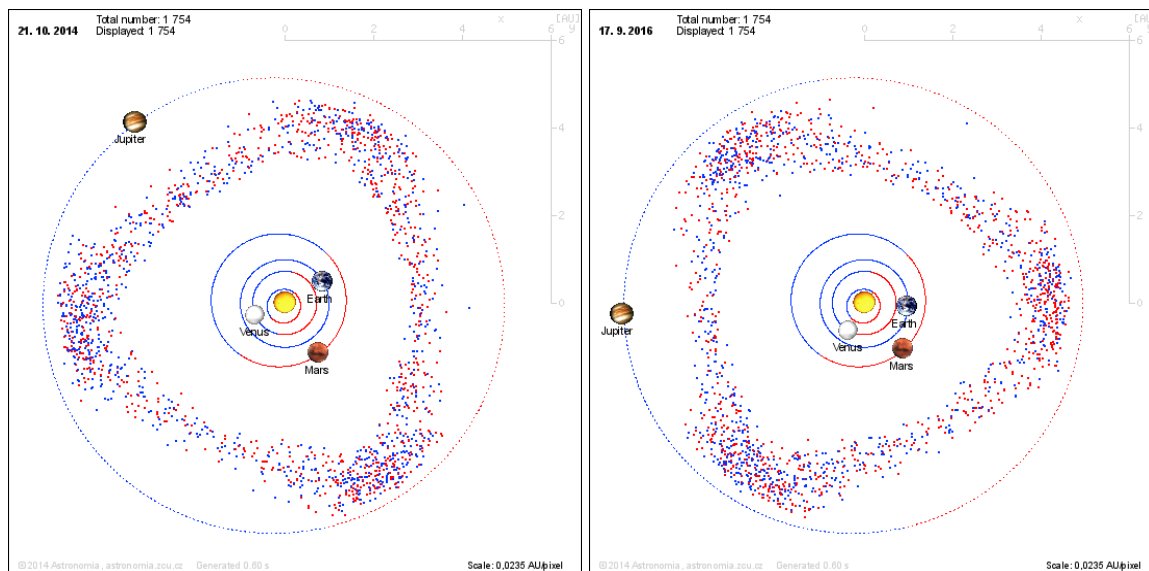 21. 10. 2014
Total number: 1 754
Displayed: 1 754
x [AU]
0 2 4 6 9
6
4
2
0
Jupiter
Earth
Venus
Mars
©2014 Astronomia, astronomia.zcu.cz Generated 0.60 s
Scale: 0,0235 AU/pixel
17. 9. 2016
Total number: 1 754
Displayed: 1 754
x [AU]
0 2 4 6 9
6
4
2
0
Jupiter
Earth
Venus
Mars
©2014 Astronomia, astronomia.zcu.cz Generated 0.60 s
Scale: 0,0235 AU/pixel